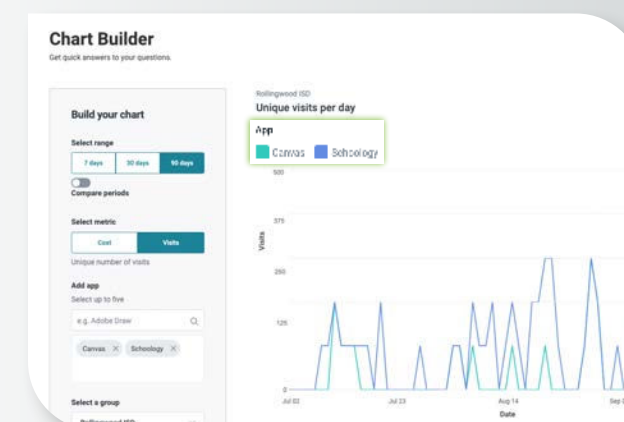 Chart Builder
Get quick answers to your questions.
Build your chart
Select range
7 days 30 days 90 days
Compare periods
Select metric
Cost Visits
Unique number of visits
Add app
Select up to five
e.g. Adobe Draw
Canvas × Schoology ×
Select a group
Rollingwood ISD
Rollingwood ISD
Unique visits per day
App
Canvas Schoology
500
375
250
125
0
Visits
Jul 02 Jul 23 Aug 14 Sep
Date